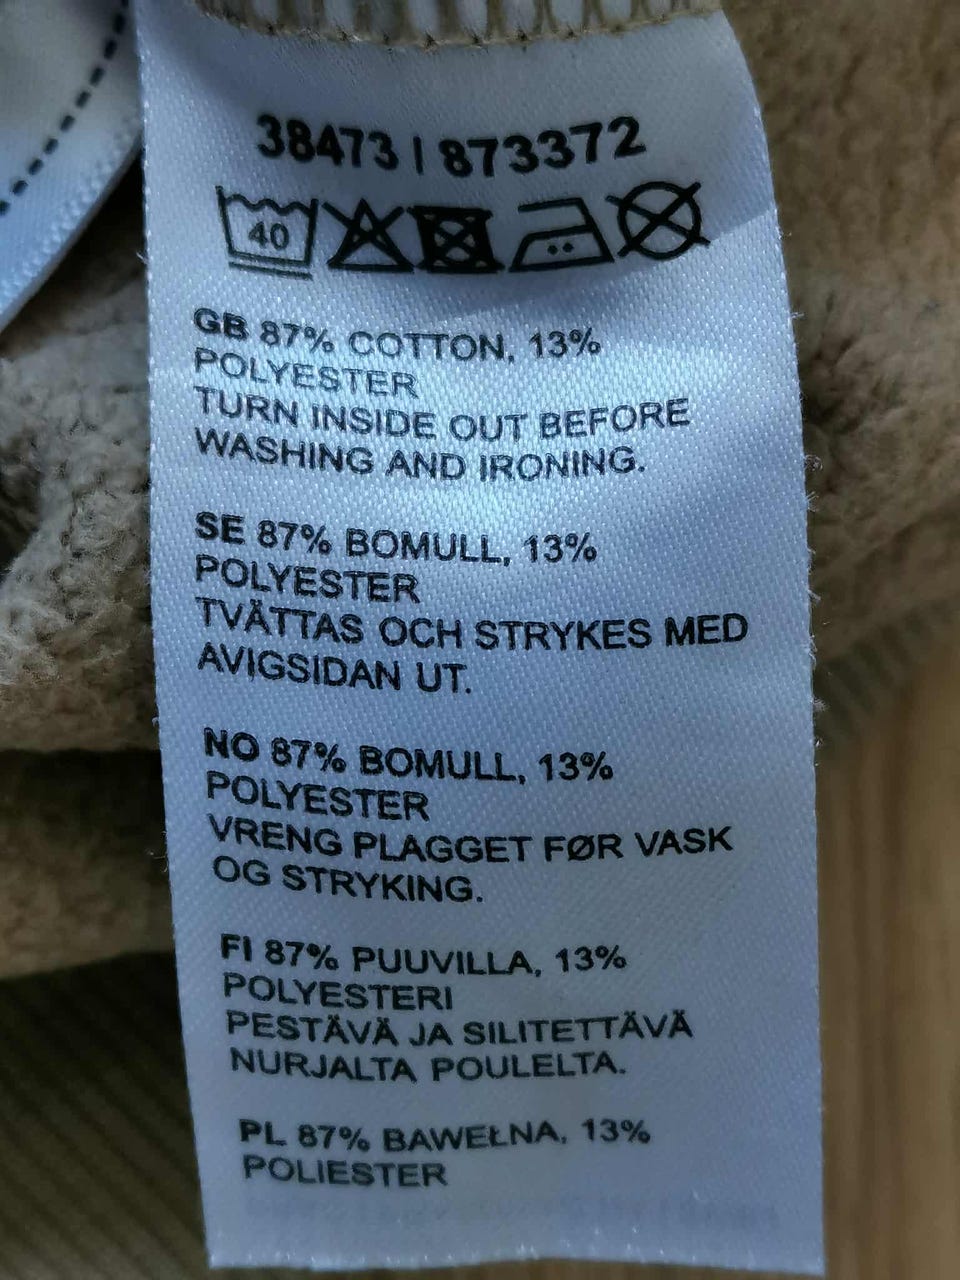 38473 | 873372
40
GB 87% COTTON, 13%
POLYESTER
TURN INSIDE OUT BEFORE
WASHING AND IRONING.
SE 87% BOMULL, 13%
POLYESTER
TVÄTTAS OCH STRYKES MED
AVIGSIDAN UT.
NO 87% BOMULL, 13%
POLYESTER
VRENG PLAGGET FØR VASK
OG STRYKING.
FI 87% PUUVILLA, 13%
POLYESTERI
PESTÄVÄ JA SILITETTÄVÄ
NURJALTA POULELTA.
PL 87% BAWEŁNA, 13%
POLIESTER